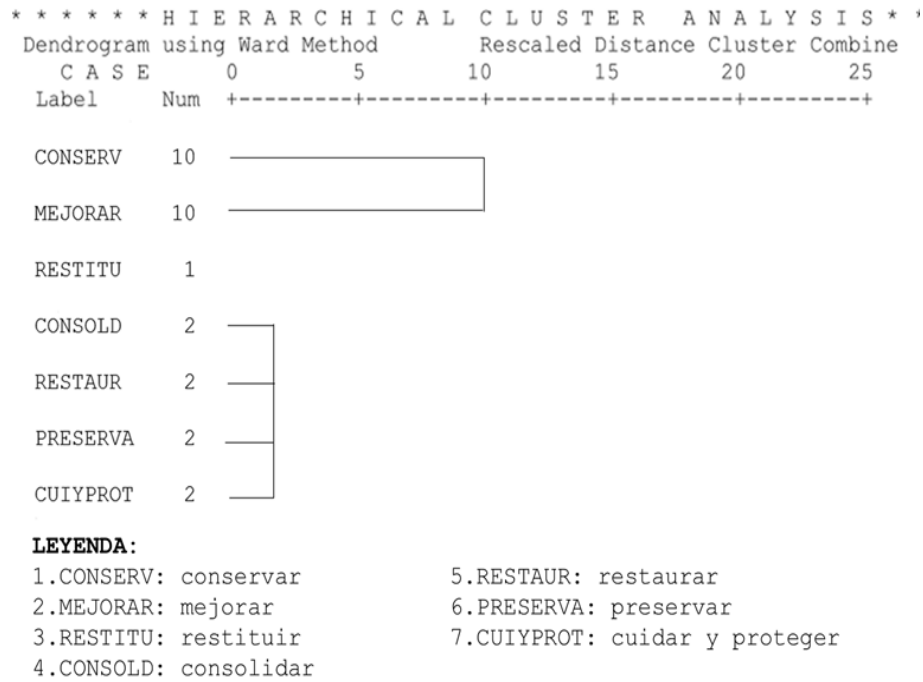 * * * * * * H I E R A R C H I C A L   C L U S T E R   A N A L Y S I S * *
Dendrogram using Ward Method          Rescaled Distance Cluster Combine
C A S E          0          5          10          15          20          25
Label    Num  +----------+----------+----------+----------+----------+
CONSERV    10
MEJORAR    10
RESTITU    1
CONSOLD    2
RESTAUR    2
PRESERVA    2
CUIYPROT    2
LEYENDA:
1.CONSERV: conservar          5.RESTAUR: restaurar
2.MEJORAR: mejorar          6.PRESERVA: preservar
3.RESTITU: restituir          7.CUIYPROT: cuidar y proteger
4.CONSOLD: consolidar